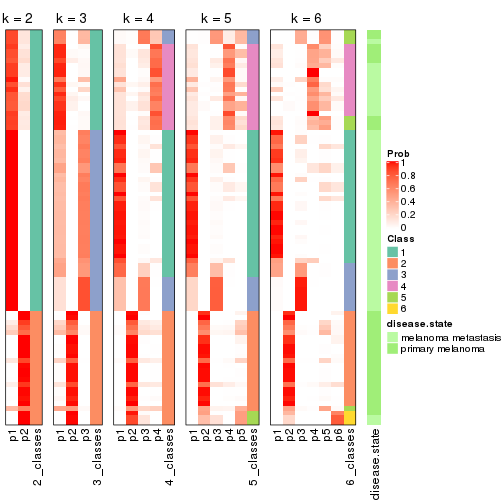 k = 2 k = 3 k = 4 k = 5 k = 6
Prob
1
0.8
0.6
0.4
0.2
0
Class
1
2
3
4
5
6
disease.state
melanoma metastasis
primary melanoma
p1 p2 2_classes p1 p2 p3 3_classes p1 p2 p3 p4 4_classes p1 p2 p3 p4 p5 5_classes p1 p2 p3 p4 p5 p6 6_classes disease.state